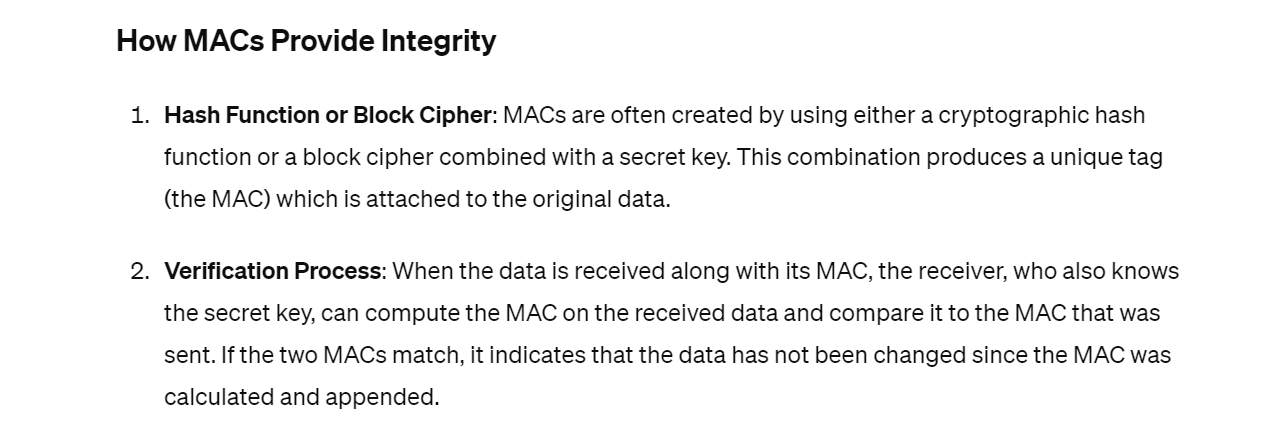 How MACs Provide Integrity
1. Hash Function or Block Cipher: MACs are often created by using either a cryptographic hash
function or a block cipher combined with a secret key. This combination produces a unique tag
(the MAC) which is attached to the original data.
2. Verification Process: When the data is received along with its MAC, the receiver, who also knows
the secret key, can compute the MAC on the received data and compare it to the MAC that was
sent. If the two MACs match, it indicates that the data has not been changed since the MAC was
calculated and appended.